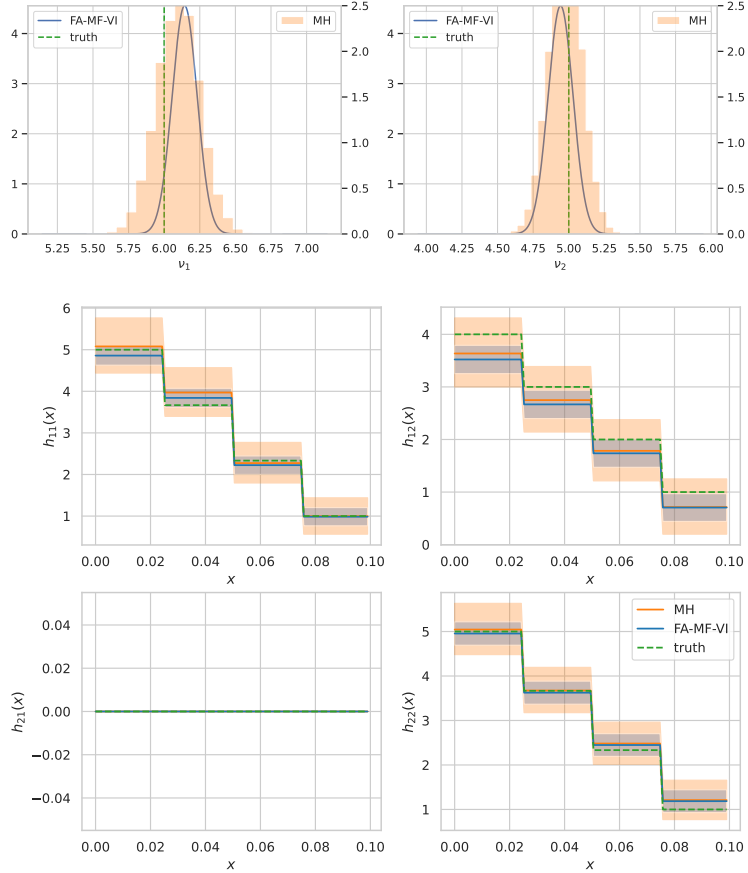 FA-MF-VI
truth
MH
4
3
2
1
0
2.5
2.0
1.5
1.0
0.5
0.0
5.25 5.50 5.75 6.00 6.25 6.50 6.75 7.00
ν1
FA-MF-VI
truth
MH
4
3
2
1
0
2.5
2.0
1.5
1.0
0.5
0.0
4.00 4.25 4.50 4.75 5.00 5.25 5.50 5.75 6.00
ν2
6
5
4
3
2
1
h11(x)
0.00 0.02 0.04 0.06 0.08 0.10
x
4
3
2
1
0
h12(x)
0.00 0.02 0.04 0.06 0.08 0.10
x
0.04
0.02
0.00
−0.02
−0.04
h21(x)
0.00 0.02 0.04 0.06 0.08 0.10
x
MH
FA-MF-VI
truth
5
4
3
2
1
h22(x)
0.00 0.02 0.04 0.06 0.08 0.10
x